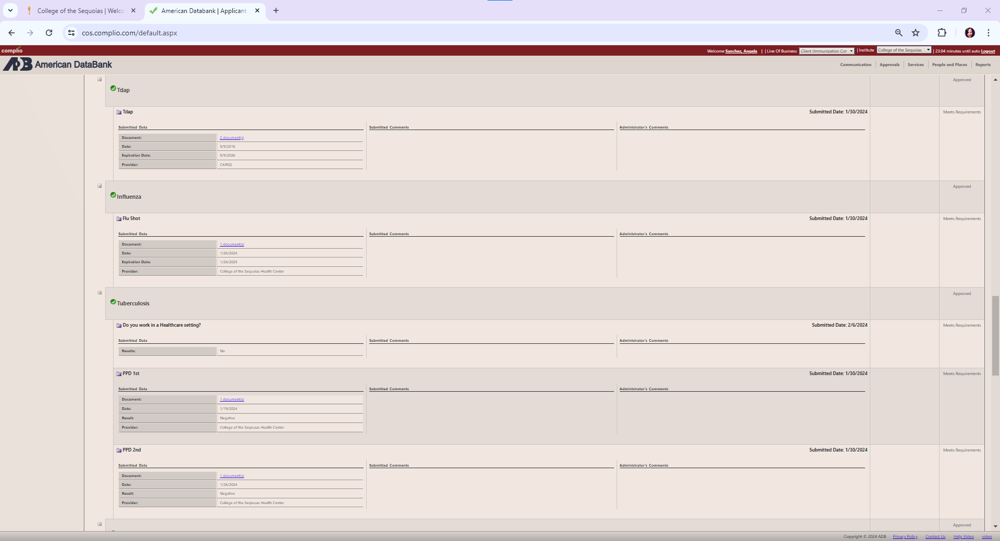 College of the Sequoias | Welco
American Databank | Applicant
cos.complio.com/default.aspx
complio
Welcome Sanchez, Angela | | Line Of Business Client (Immunization Cor | Institute College of the Sequoias | 23:04 minutes until auto Logout
ADB American DataBank
Communication Approvals Services People and Places Reports
Approved
Tdap
Tdap Submitted Date: 1/30/2024 Meets Requirements
Submitted Data Submitted Comments Administrator's Comments
Document: 2 document(s)
Date: 5/9/2016
Expiration Date: 5/9/2026
Provider: CAIRS2
Approved
Influenza
Flu Shot Submitted Date: 1/30/2024 Meets Requirements
Submitted Data Submitted Comments Administrator's Comments
Document: 1 document(s)
Date: 1/26/2024
Expiration Date: 1/26/2025
Provider: College of the Sequoias Health Center
Approved
Tuberculosis
Do you work in a Healthcare setting? Submitted Date: 2/6/2024 Meets Requirements
Submitted Data Submitted Comments Administrator's Comments
Results: No
PPD 1st Submitted Date: 1/30/2024 Meets Requirements
Submitted Data Submitted Comments Administrator's Comments
Document: 1 document(s)
Date: 1/19/2024
Result: Negative
Provider: College of the Seqouias Health Center
PPD 2nd Submitted Date: 1/30/2024 Meets Requirements
Submitted Data Submitted Comments Administrator's Comments
Document: 1 document(s)
Date: 1/26/2024
Result: Negative
Provider: College of the Seqiouas Health Center
Approved
Copyright © 2024 ADB Privacy Policy Contact Us Help Video video